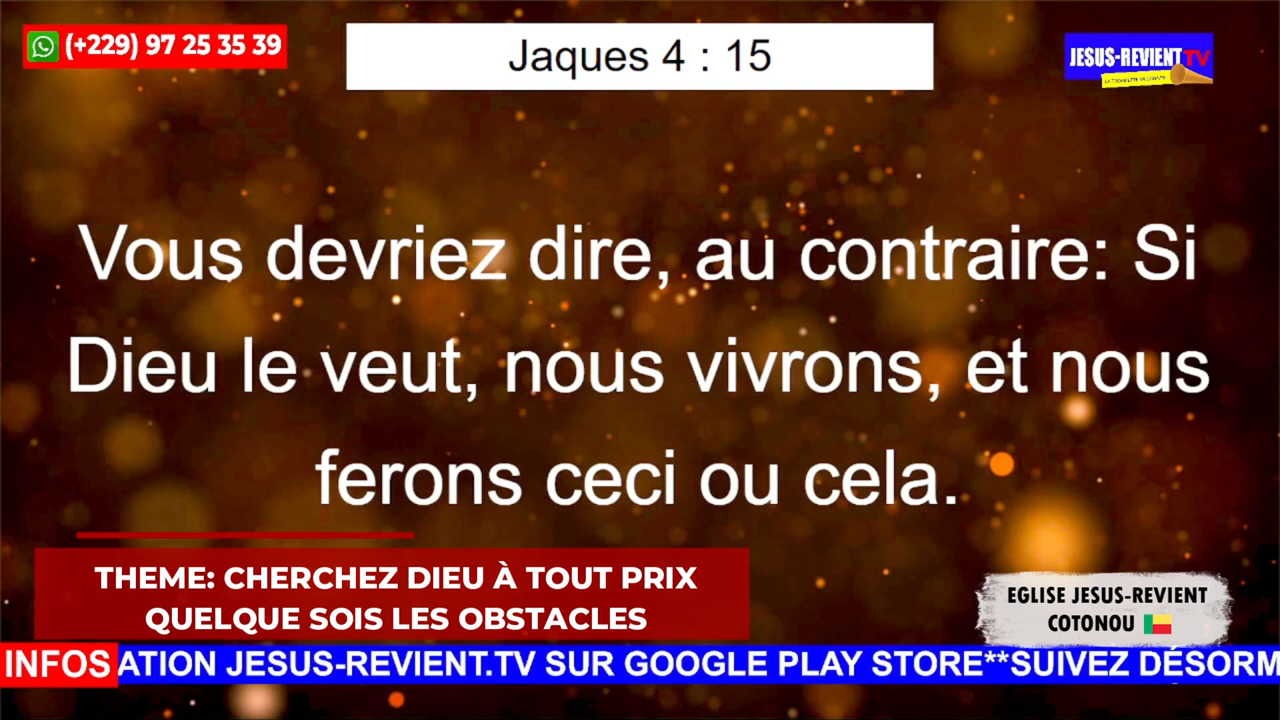 (+229) 97 25 35 39
Jaques 4 : 15
JESUS-REVIENT TV
Vous devriez dire, au contraire: Si
Dieu le veut, nous vivrons, et nous
ferons ceci ou cela.
THEME: CHERCHEZ DIEU À TOUT PRIX
QUELQUE SOIS LES OBSTACLES
EGLISE JESUS-REVIENT
COTONOU
INFOS ATION JESUS-REVIENT.TV SUR GOOGLE PLAY STORE**SUIVEZ DÉSORM